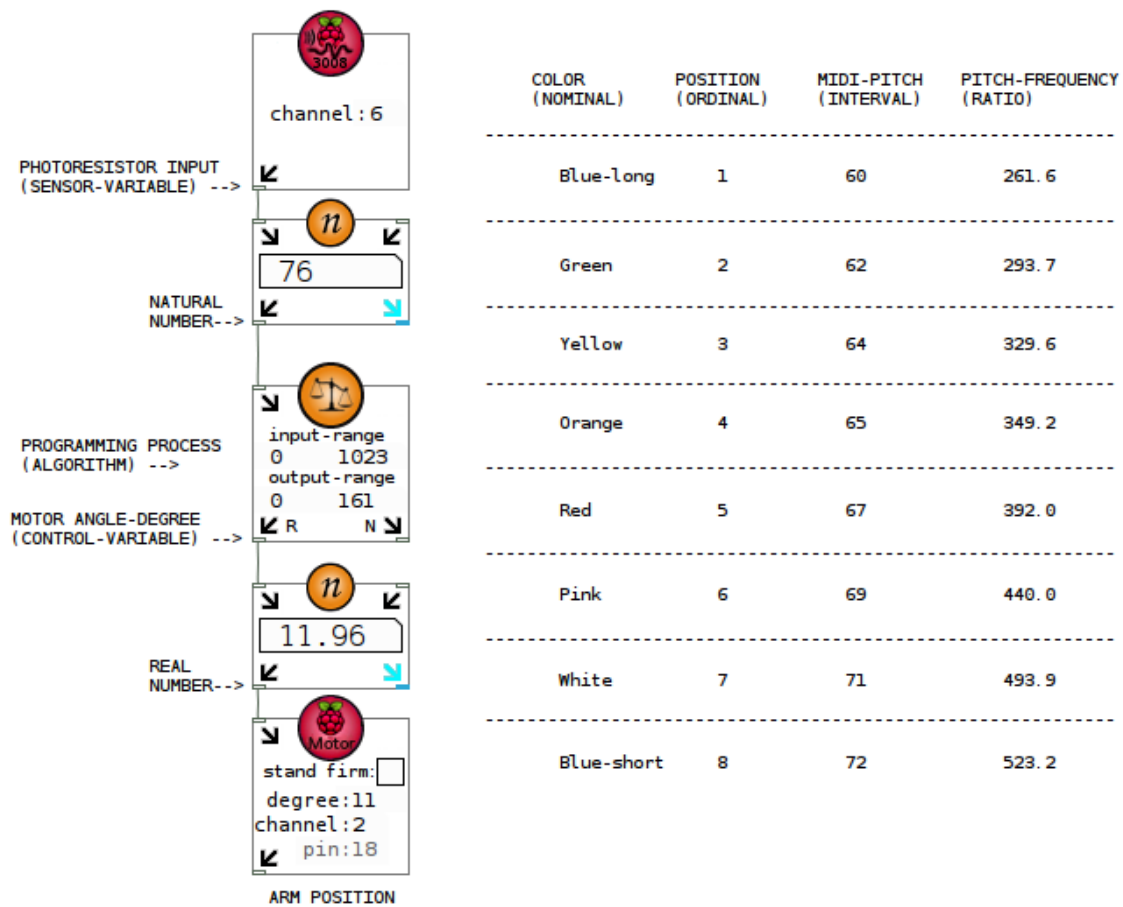 3008
channel:6
PHOTORESISTOR INPUT
(SENSOR-VARIABLE) -->
n
76
NATURAL
NUMBER-->
input-range
0 1023
output-range
0 161
R N
PROGRAMMING PROCESS
(ALGORITHM) -->
MOTOR ANGLE-DEGREE
(CONTROL-VARIABLE) -->
n
11.96
REAL
NUMBER-->
Motor
stand firm:
degree:11
channel:2
pin:18
ARM POSITION
COLOR POSITION MIDI-PITCH PITCH-FREQUENCY
(NOMINAL) (ORDINAL) (INTERVAL) (RATIO)
Blue-long 1 60 261.6
Green 2 62 293.7
Yellow 3 64 329.6
Orange 4 65 349.2
Red 5 67 392.0
Pink 6 69 440.0
White 7 71 493.9
Blue-short 8 72 523.2